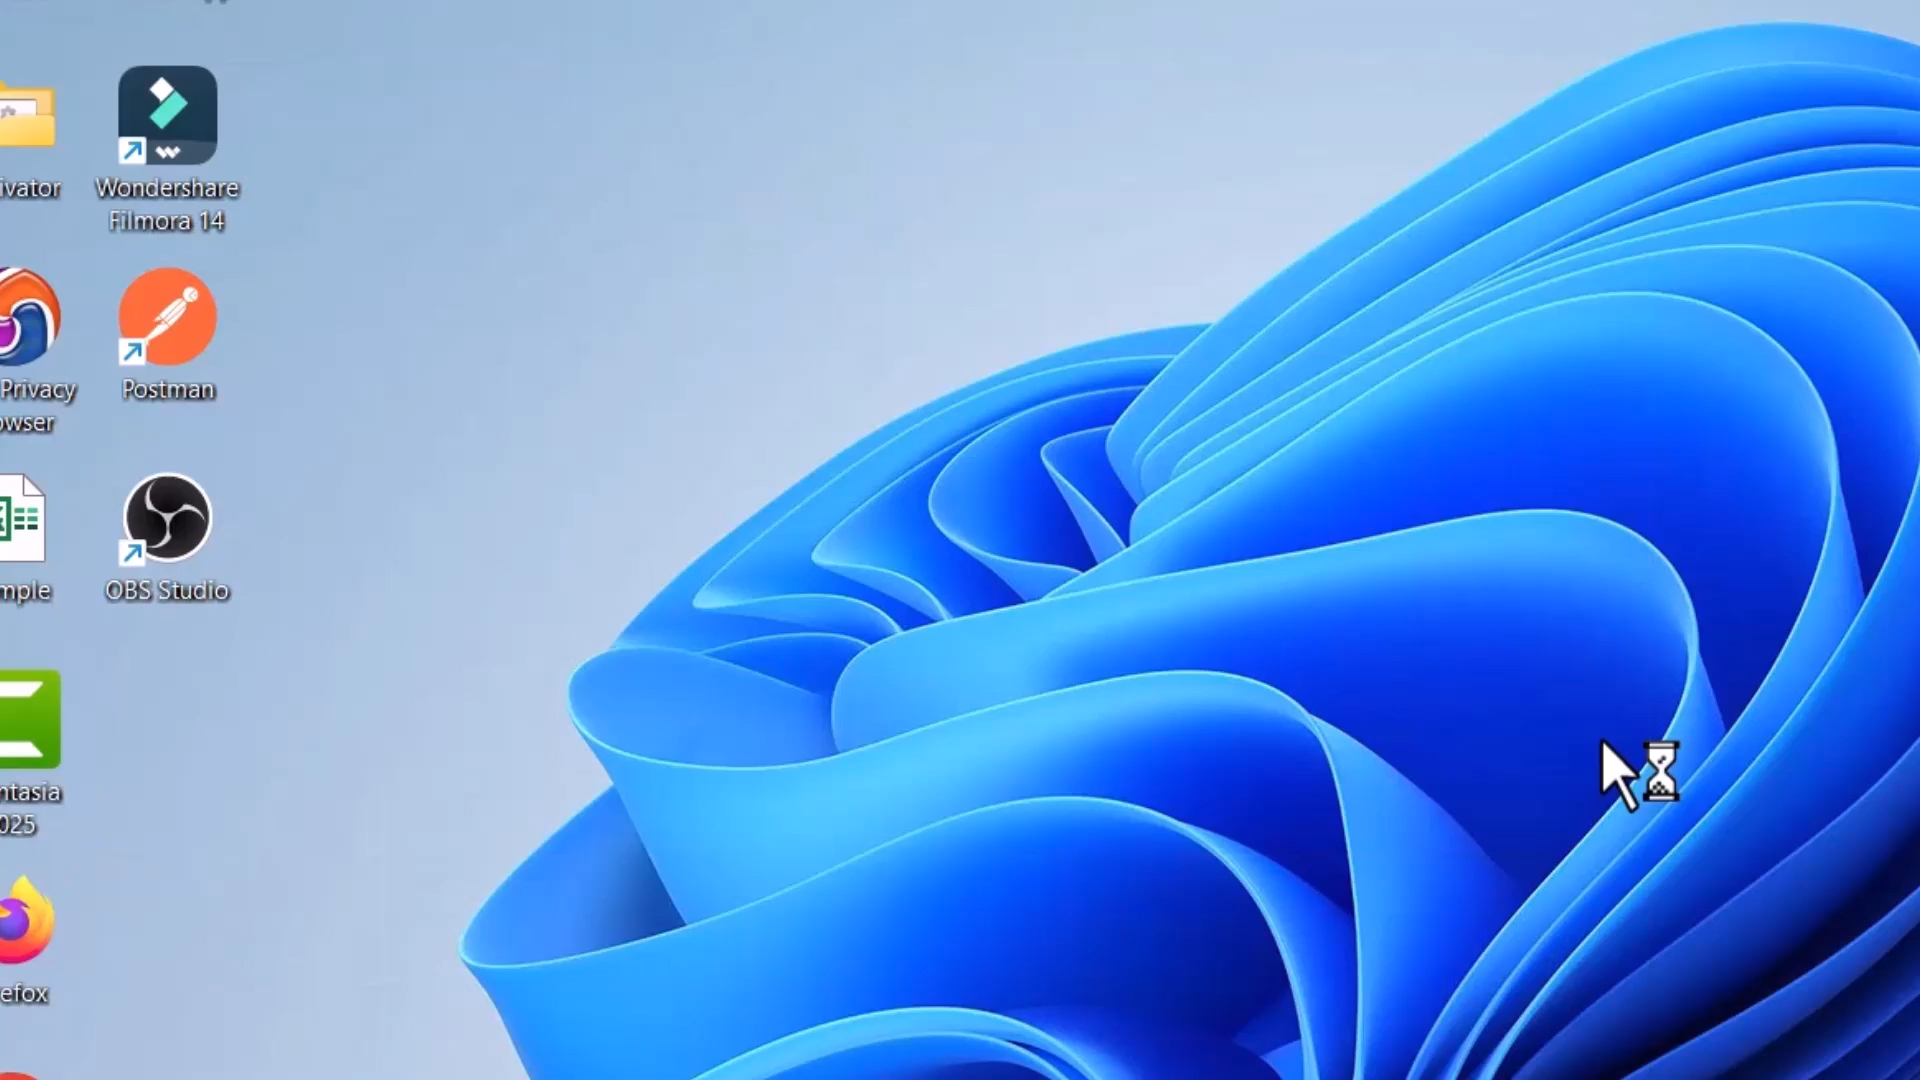 ivator
Wondershare
Filmora 14
Privacy
owser
Postman
mple
OBS Studio
ntasia
025
efox